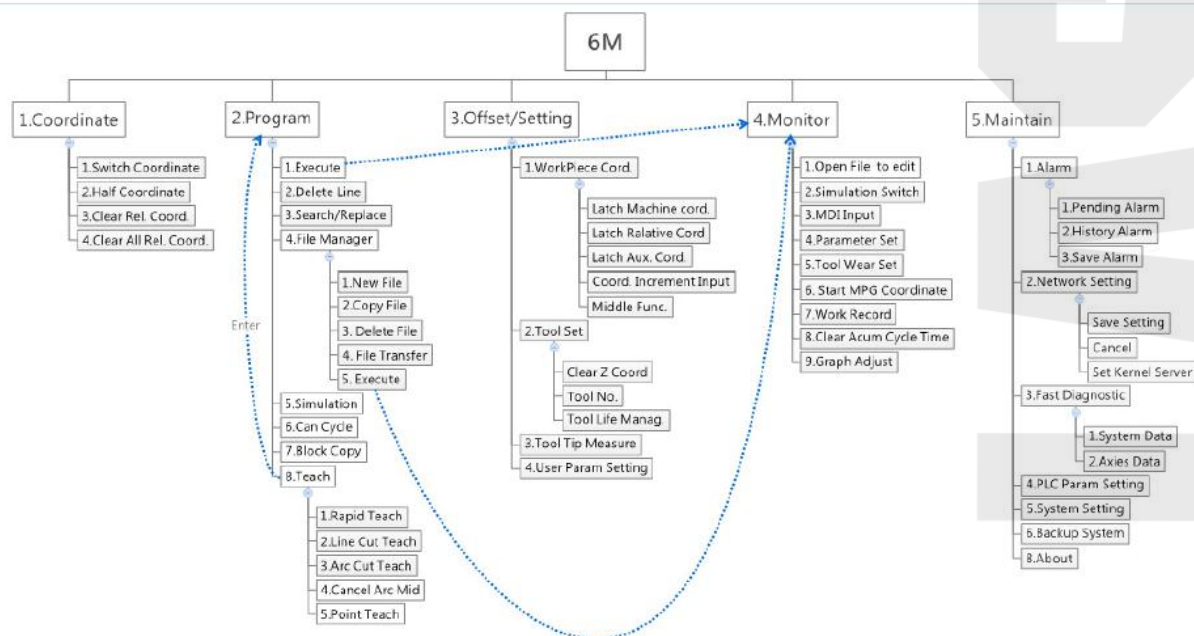 6M
1.Coordinate
1.Switch Coordinate
2.Half Coordinate
3.Clear Rel. Coord.
4.Clear All Rel. Coord.
2.Program
1.Execute
2.Delete Line
3.Search/Replace
4.File Manager
1.New File
2.Copy File
3. Delete File
4. File Transfer
5. Execute
5.Simulation
6.Can Cycle
7.Block Copy
8.Teach
1.Rapid Teach
2.Line Cut Teach
3.Arc Cut Teach
4.Cancel Arc Mid
5.Point Teach
Enter
3.Offset/Setting
1.WorkPiece Cord.
Latch Machine cord.
Latch Ralative Cord
Latch Aux. Cord.
Coord. Increment Input
Middle Func.
2.Tool Set
Clear Z Coord
Tool No.
Tool Life Manag.
3.Tool Tip Measure
4.User Param Setting
4.Monitor
1.Open File to edit
2.Simulation Switch
3.MDI Input
4.Parameter Set
5.Tool Wear Set
6. Start MPG Coordinate
7.Work Record
8.Clear Acum Cycle Time
9.Graph Adjust
5.Maintain
1.Alarm
1.Pending Alarm
2.History Alarm
3.Save Alarm
2.Network Setting
Save Setting
Cancel
Set Kernel Server
3.Fast Diagnostic
1.System Data
2.Axies Data
4.PLC Param Setting
5.System Setting
6.Backup System
8.About